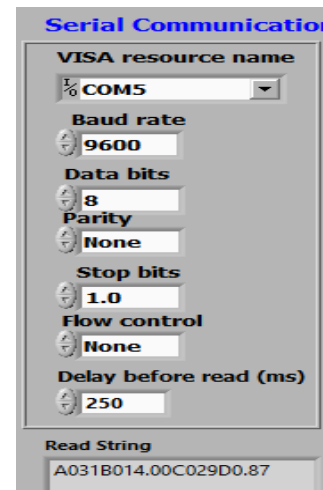 Serial Communication
VISA resource name
I/O COM5
Baud rate
9600
Data bits
8
Parity
None
Stop bits
1.0
Flow control
None
Delay before read (ms)
250
Read String
A031B014.00C029D0.87